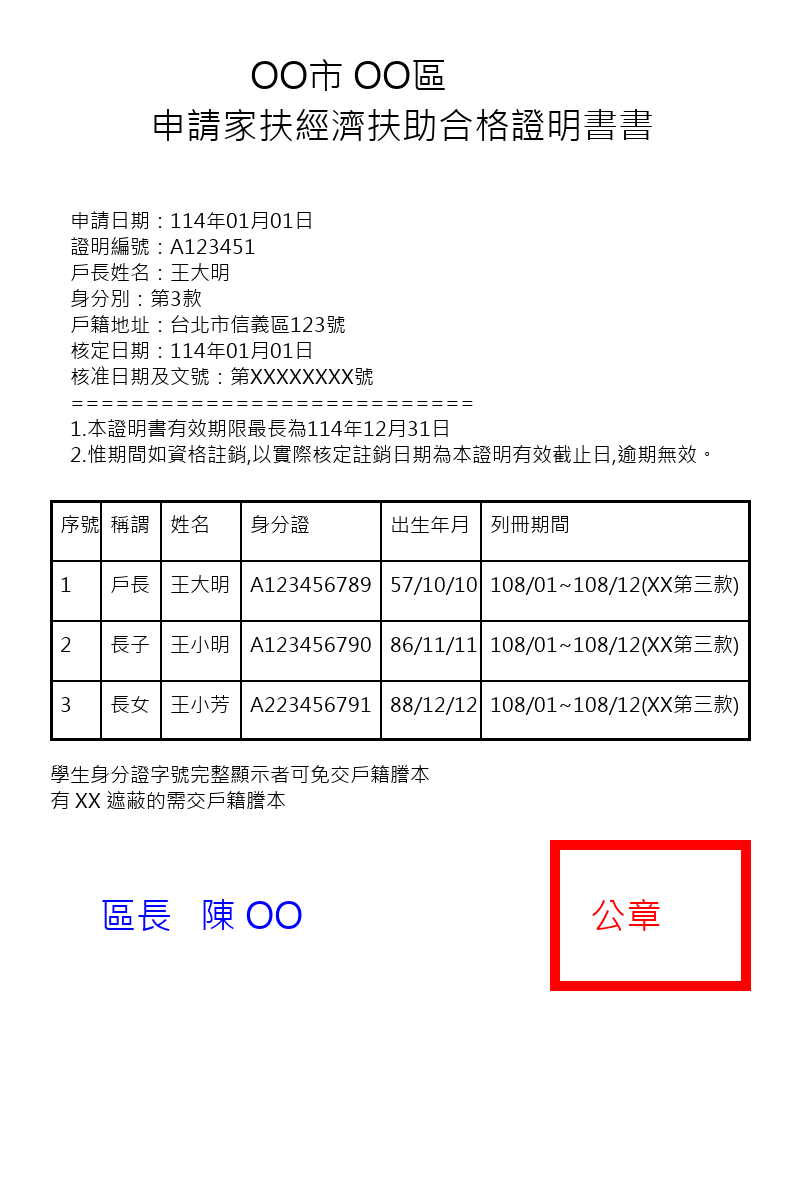 OO市 OO區
申請家扶經濟扶助合格證明書書
申請日期：114年01月01日
證明編號：A123451
戶長姓名：王大明
身分別：第3款
戶籍地址：台北市信義區123號
核定日期：114年01月01日
核准日期及文號：第XXXXXXXX號
===========================
1.本證明書有效期限最長為114年12月31日
2.惟期間如資格註銷,以實際核定註銷日期為本證明有效截止日,逾期無效。
序號 稱謂 姓名 身分證 出生年月 列冊期間
1 戶長 王大明 A123456789 57/10/10 108/01~108/12(XX第三款)
2 長子 王小明 A123456790 86/11/11 108/01~108/12(XX第三款)
3 長女 王小芳 A223456791 88/12/12 108/01~108/12(XX第三款)
學生身分證字號完整顯示者可免交戶籍謄本
有 XX 遮蔽的需交戶籍謄本
區長 陳 OO
公章